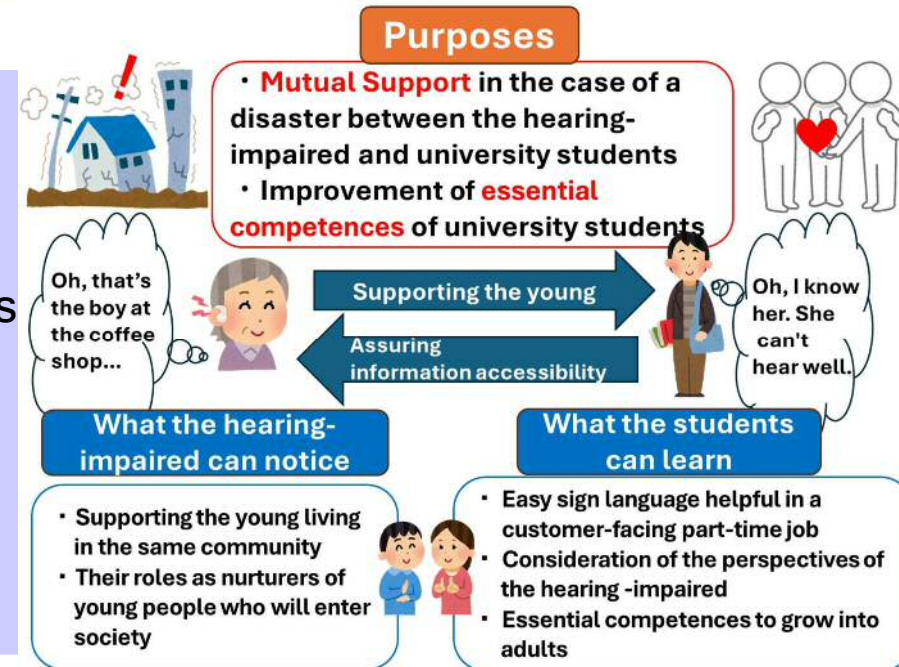 Purposes
・Mutual Support in the case of a
disaster between the hearing-
impaired and university students
・Improvement of essential
competences of university students
Oh, that's
the boy at
the coffee
shop...
Supporting the young
Assuring
information accessibility
Oh, I know
her. She
can't
hear well.
s
What the hearing-
impaired can notice
・Supporting the young living
in the same community
・Their roles as nurturers of
young people who will enter
society
What the students
can learn
・Easy sign language helpful in a
customer-facing part-time job
・Consideration of the perspectives of
the hearing -impaired
・Essential competences to grow into
adults